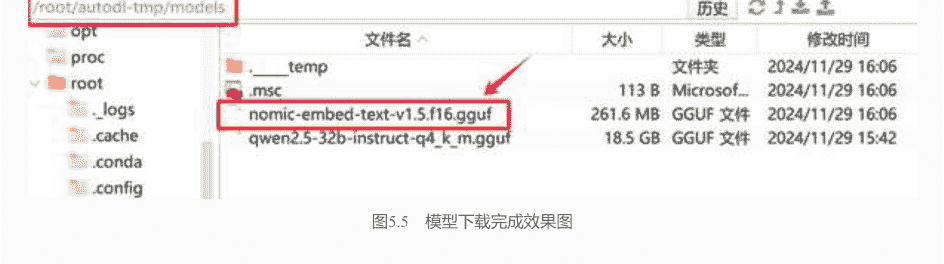 /root/autodl-tmp/models
历史
opt
proc
root
._logs
.cache
.conda
.config
文件名 大小 类型 修改时间
.____temp 文件夹 2024/11/29 16:06
.msc 113 B Microsof... 2024/11/29 16:06
nomic-embed-text-v1.5.f16.gguf 261.6 MB GGUF 文件 2024/11/29 16:06
qwen2.5-32b-instruct-q4_k_m.gguf 18.5 GB GGUF 文件 2024/11/29 15:42
图5.5 模型下载完成效果图